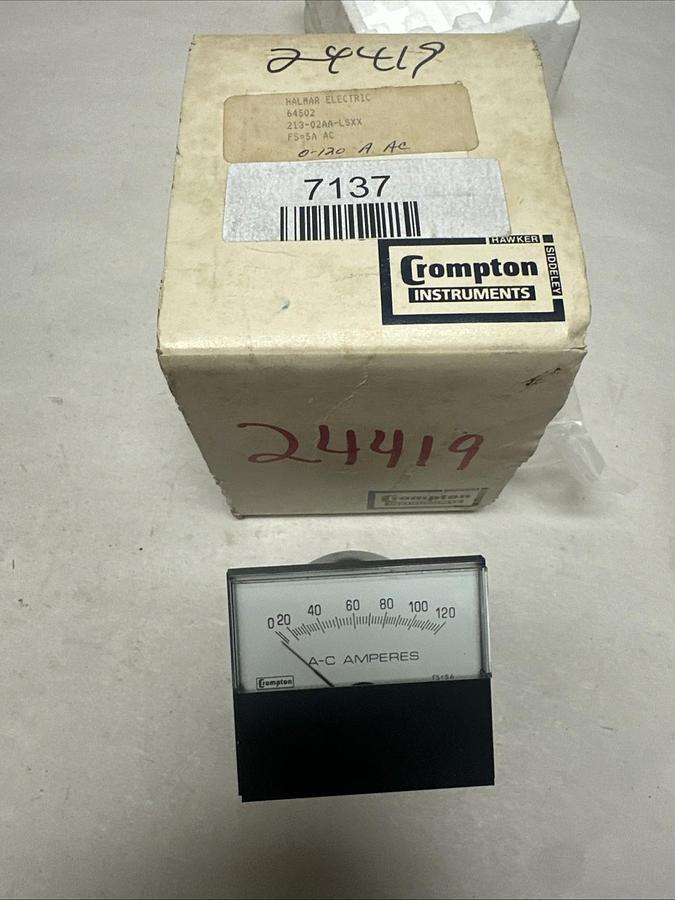 24419
HALMAR ELECTRIC
64502
213-02AA-LSXX
FS=5A AC
0-120 A AC
7137
HAWKER
SIDDELEY
Crompton
INSTRUMENTS
24419
Crompton
INSTRUMENTS
0 20 40 60 80 100 120
A-C AMPERES
Crompton
FS=5A